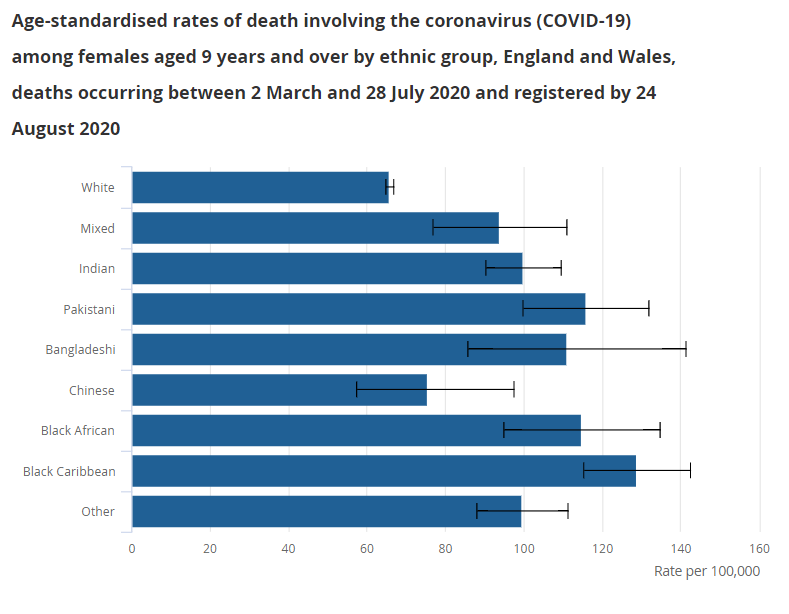 Age-standardised rates of death involving the coronavirus (COVID-19)
among females aged 9 years and over by ethnic group, England and Wales,
deaths occurring between 2 March and 28 July 2020 and registered by 24
August 2020
White
Mixed
Indian
Pakistani
Bangladeshi
Chinese
Black African
Black Caribbean
Other
0 20 40 60 80 100 120 140 160
Rate per 100,000